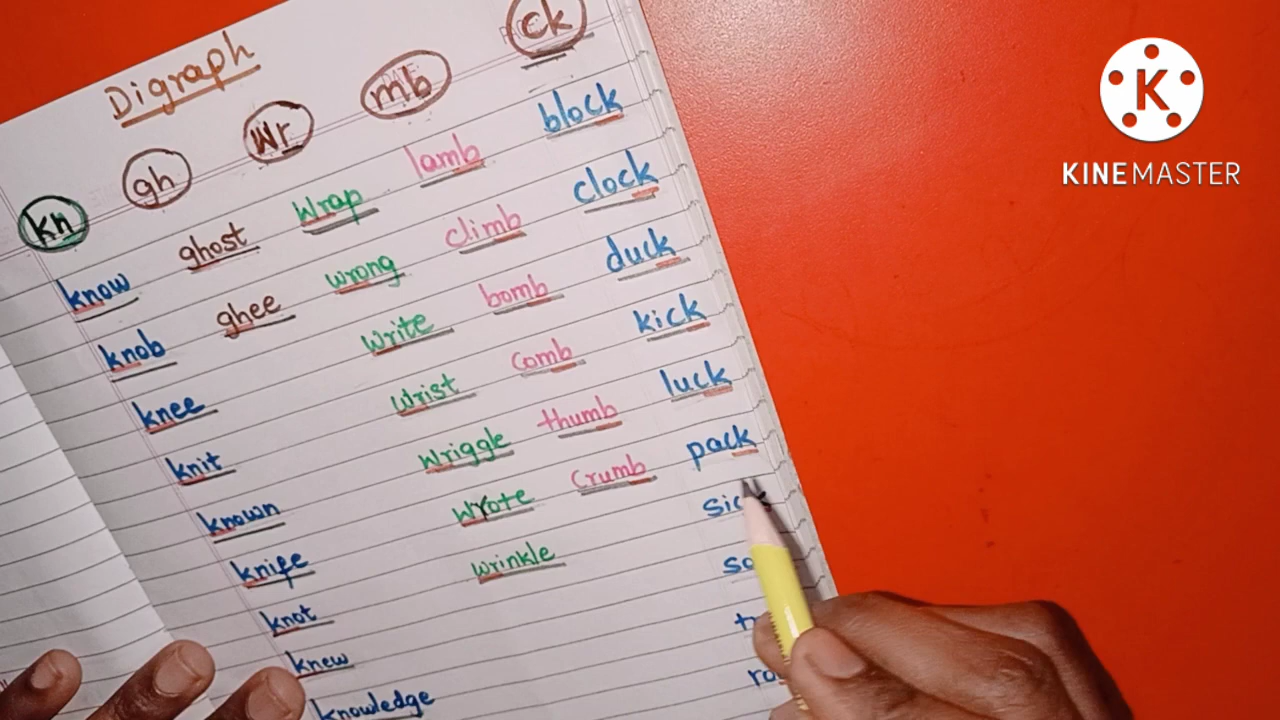 Digraph
kn gh wr mb ck
know ghost wrap lamb block
knob ghee wrong climb clock
knee write bomb duck
knit wrist comb kick
known wriggle thumb luck
knife wrote crumb pack
knot wrinkle
knew
knowledge
KINEMASTER